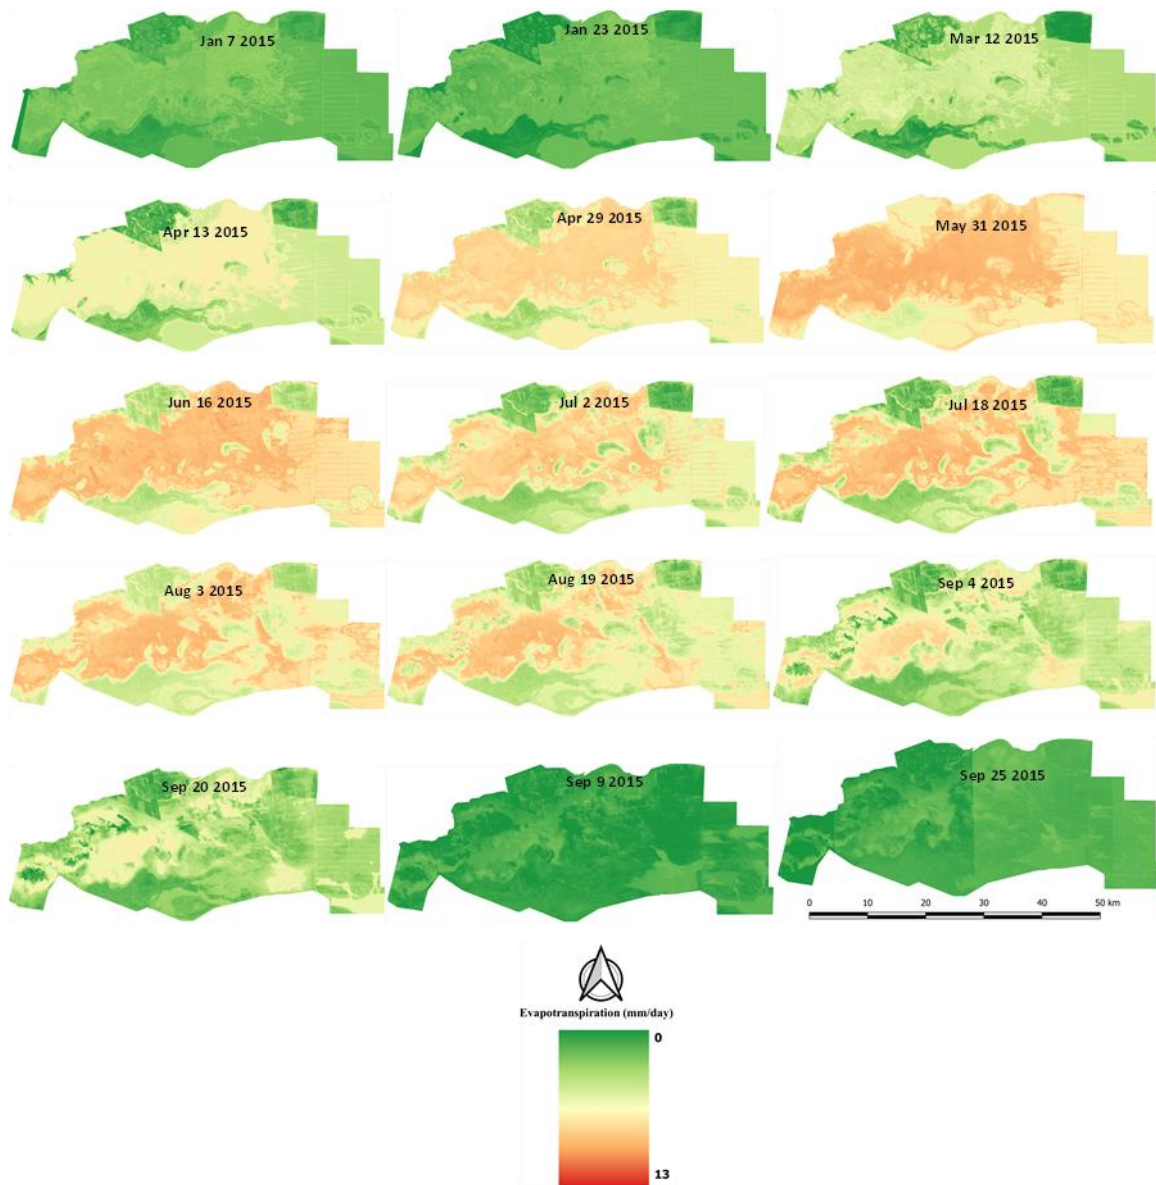 Jan 7 2015
Jan 23 2015
Mar 12 2015
Apr 13 2015
Apr 29 2015
May 31 2015
Jun 16 2015
Jul 2 2015
Jul 18 2015
Aug 3 2015
Aug 19 2015
Sep 4 2015
Sep 20 2015
Sep 9 2015
Sep 25 2015
0 10 20 30 40 50 km
Evapotranspiration (mm/day)
0
13